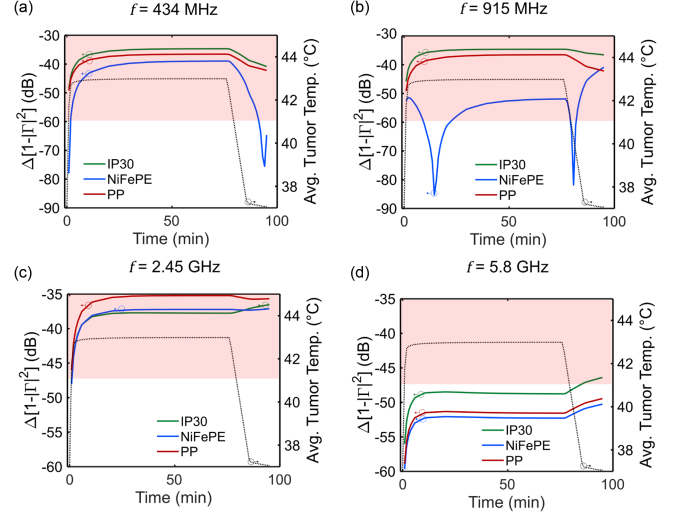 (a)
f = 434 MHz
Δ[1-|Γ|²] (dB)
-30
-40
-50
-60
-70
-80
-90
IP30
NiFePE
PP
0
50
100
Time (min)
44
42
40
38
Avg. Tumor Temp. (°C)
(b)
f = 915 MHz
Δ[1-|Γ|²] (dB)
-30
-40
-50
-60
-70
-80
-90
IP30
NiFePE
PP
0
50
100
Time (min)
44
42
40
38
Avg. Tumor Temp. (°C)
(c)
f = 2.45 GHz
Δ[1-|Γ|²] (dB)
-35
-40
-45
-50
-55
-60
IP30
NiFePE
PP
0
50
100
Time (min)
44
42
40
38
Avg. Tumor Temp. (°C)
(d)
f = 5.8 GHz
Δ[1-|Γ|²] (dB)
-35
-40
-45
-50
-55
-60
IP30
NiFePE
PP
0
50
100
Time (min)
44
42
40
38
Avg. Tumor Temp. (°C)